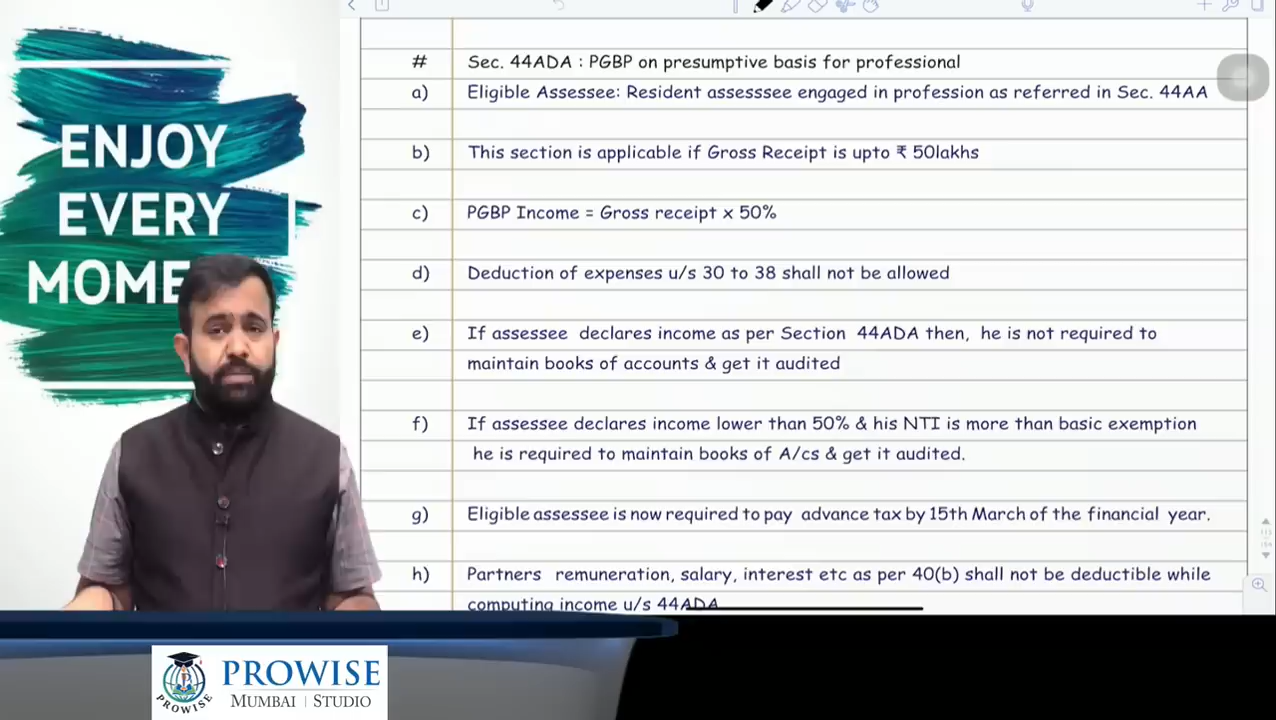 ENJOY
EVERY
MOME
# Sec. 44ADA : PGBP on presumptive basis for professional
a) Eligible Assessee: Resident assesssee engaged in profession as referred in Sec. 44AA
b) This section is applicable if Gross Receipt is upto ₹ 50lakhs
c) PGBP Income = Gross receipt x 50%
d) Deduction of expenses u/s 30 to 38 shall not be allowed
e) If assessee declares income as per Section 44ADA then, he is not required to
maintain books of accounts & get it audited
f) If assessee declares income lower than 50% & his NTI is more than basic exemption
he is required to maintain books of A/cs & get it audited.
g) Eligible assessee is now required to pay advance tax by 15th March of the financial year.
h) Partners remuneration, salary, interest etc as per 40(b) shall not be deductible while
computing income u/s 44ADA
PROWISE
MUMBAI | STUDIO
PROWISE